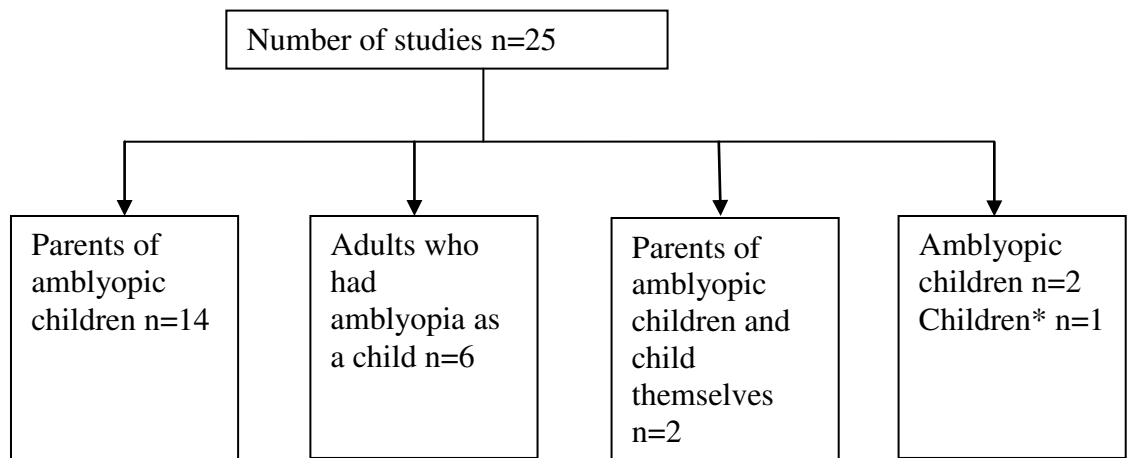 Number of studies n=25
Parents of
amblyopic
children n=14
Adults who
had
amblyopia as
a child n=6
Parents of
amblyopic
children and
child
themselves
n=2
Amblyopic
children n=2
Children* n=1